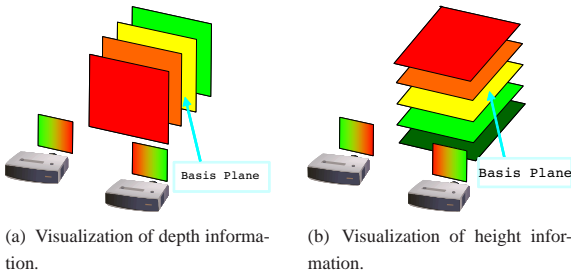 Basis Plane
Basis Plane
(a) Visualization of depth informa-
tion.
(b) Visualization of height infor-
mation.